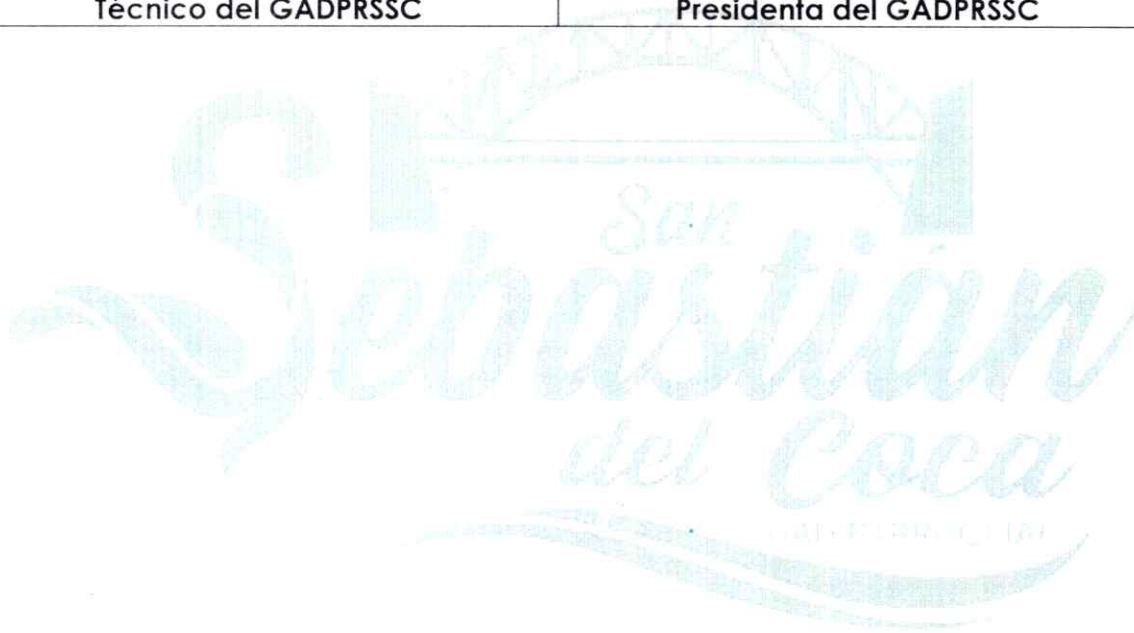 Técnico del GADPRSSC Presidenta del GADPRSSC
San
Sebastián
del Coca